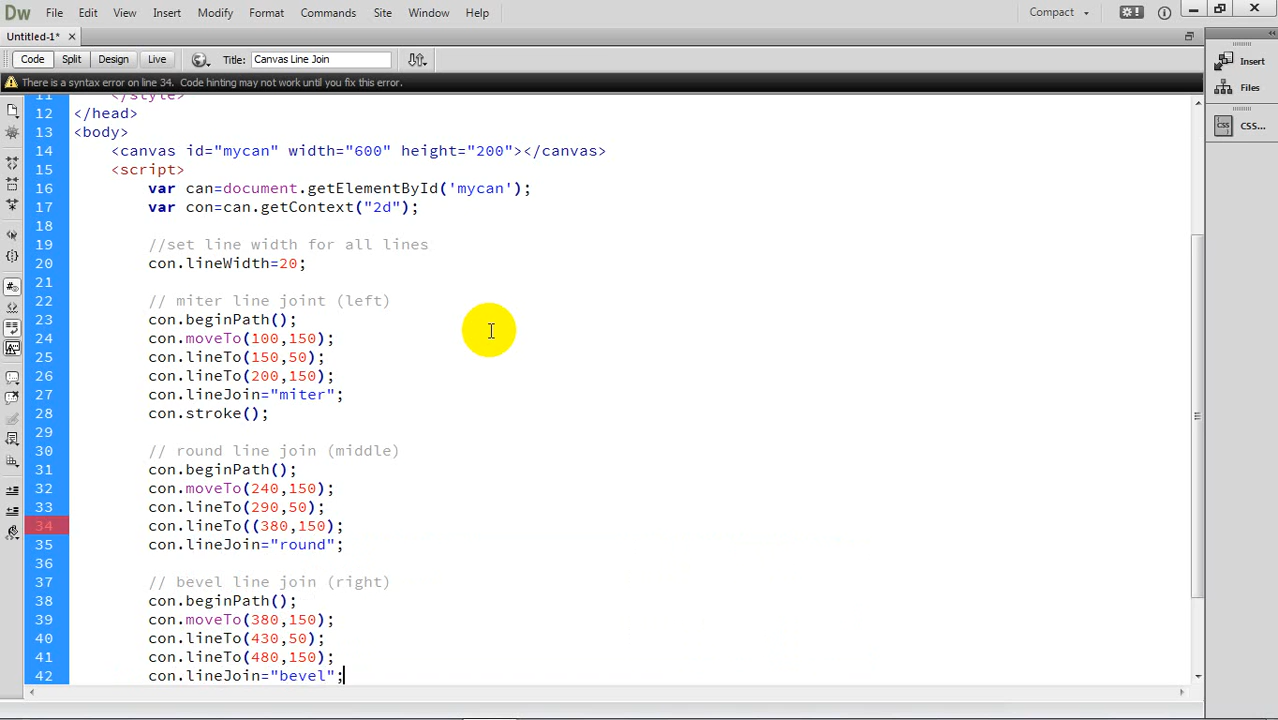 Dw File Edit View Insert Modify Format Commands Site Window Help Compact
Untitled-1*
Code Split Design Live Title: Canvas Line Join
Insert
There is a syntax error on line 34. Code hinting may not work until you fix this error.
Files
CSS...
11 </style>
12 </head>
13 <body>
14 <canvas id="mycan" width="600" height="200"></canvas>
15 <script>
16 var can=document.getElementById('mycan');
17 var con=can.getContext("2d");
18
19 //set line width for all lines
20 con.lineWidth=20;
21
22 // miter line joint (left)
23 con.beginPath();
24 con.moveTo(100,150);
25 con.lineTo(150,50);
26 con.lineTo(200,150);
27 con.lineJoin="miter";
28 con.stroke();
29
30 // round line join (middle)
31 con.beginPath();
32 con.moveTo(240,150);
33 con.lineTo(290,50);
34 con.lineTo((380,150);
35 con.lineJoin="round";
36
37 // bevel line join (right)
38 con.beginPath();
39 con.moveTo(380,150);
40 con.lineTo(430,50);
41 con.lineTo(480,150);
42 con.lineJoin="bevel";